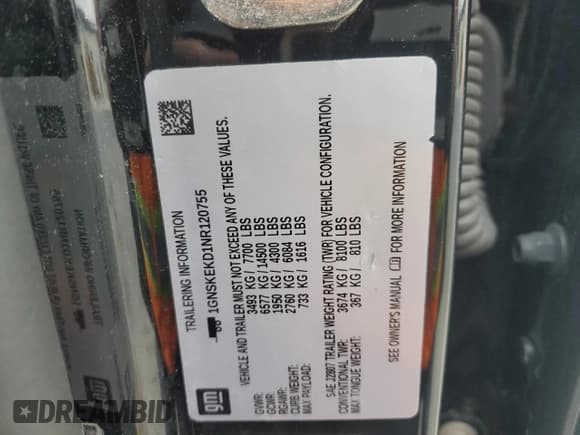 TRAILERING INFORMATION
1GNSKEKD1NR120755
VEHICLE AND TRAILER MUST NOT EXCEED ANY OF THESE VALUES.
GVWR: 3493 KG / 7700 LBS
GCWR: 6577 KG / 14500 LBS
RGAWR: 1950 KG / 4300 LBS
CURB WEIGHT: 2760 KG / 6084 LBS
MAX PAYLOAD: 733 KG / 1616 LBS
SAE J2807 TRAILER WEIGHT RATING (TWR) FOR VEHICLE CONFIGURATION.
CONVENTIONAL TWR: 3674 KG / 8100 LBS
MAX TONGUE WEIGHT: 367 KG / 810 LBS
SEE OWNER'S MANUAL FOR MORE INFORMATION
gm
DREAMBID